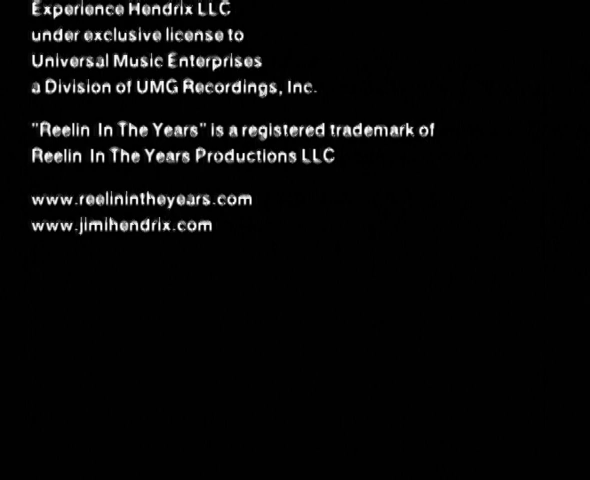 Experience Hendrix LLC
under exclusive license to
Universal Music Enterprises
a Division of UMG Recordings, Inc.
"Reelin In The Years" is a registered trademark of
Reelin In The Years Productions LLC
www.reelinintheyears.com
www.jimihendrix.com